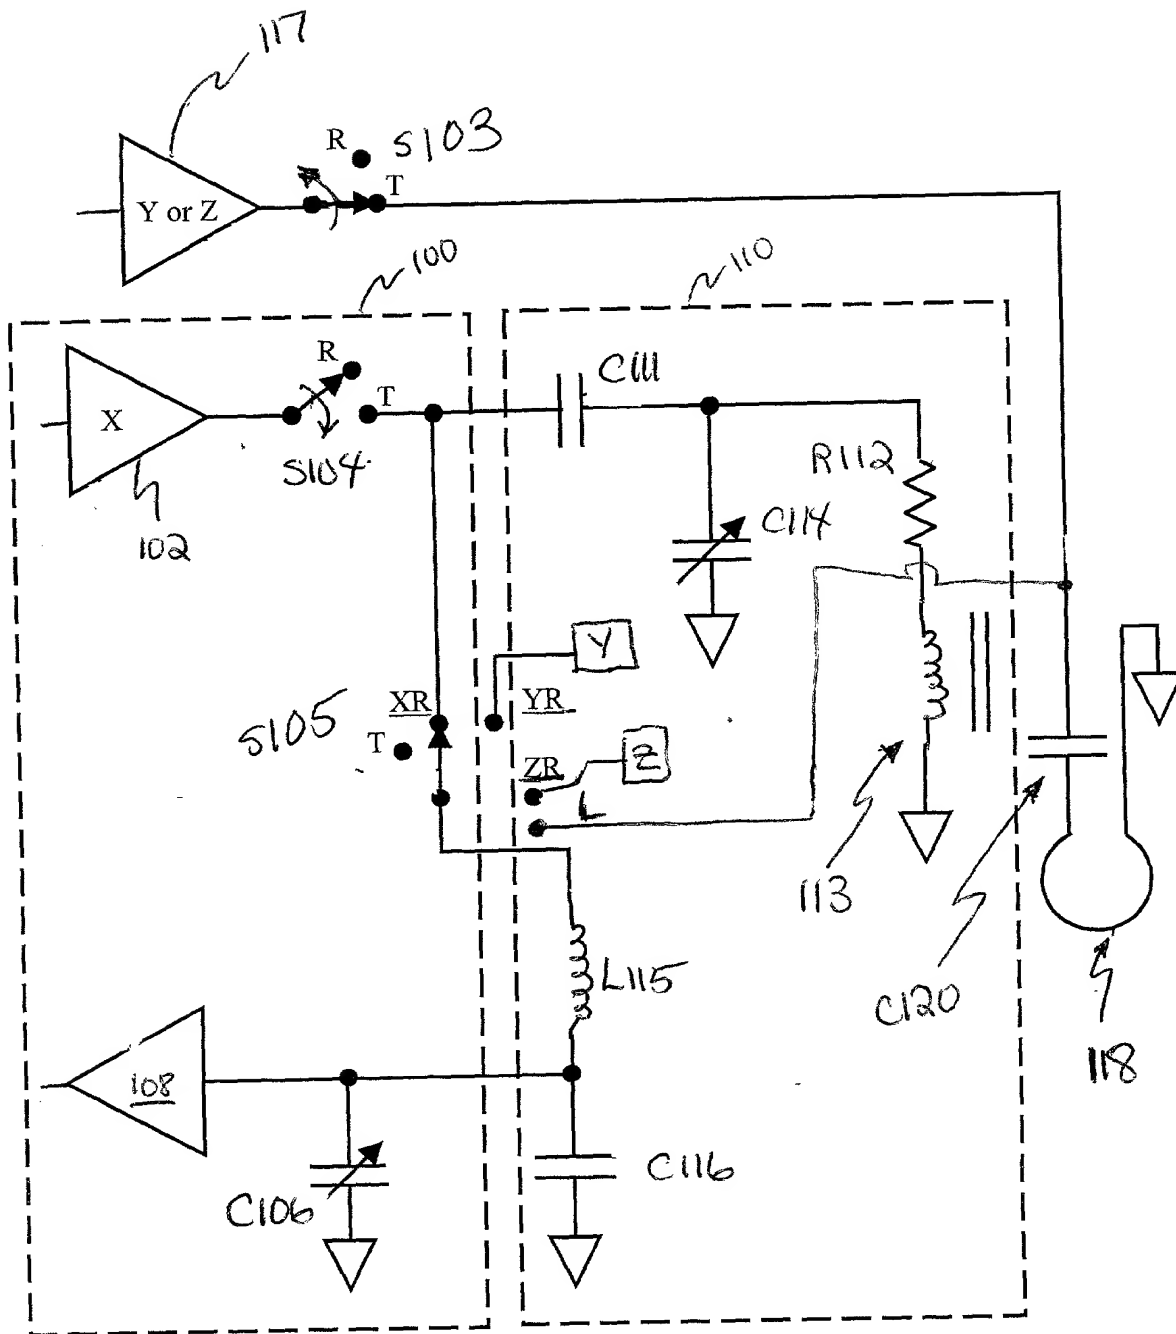 117
R
S103
T
Y or Z
100
110
R
X
T
S104
102
C111
R112
C114
Y
S105
XR
YR
T
ZR
Z
L
113
C120
118
L115
108
C106
C116